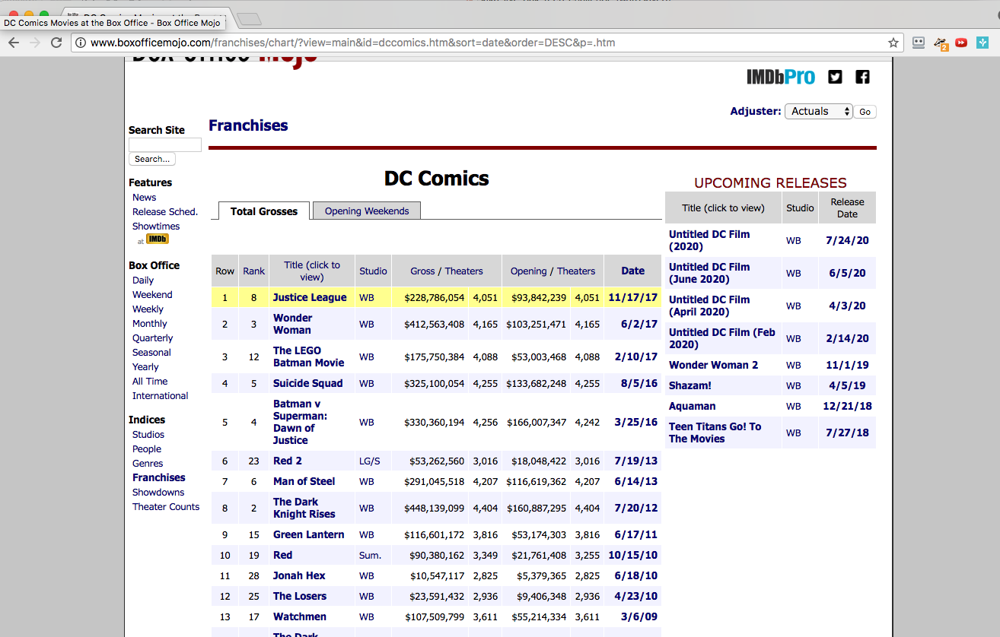 DC Comics Movies at the Box Office - Box Office Mojo
www.boxofficemojo.com/franchises/chart/?view=main&id=dccomics.htm&sort=date&order=DESC&p=.htm
2
Box Office Mojo
IMDbPro
Adjuster: Actuals Go
Franchises
Search Site
Search...
Features
News
Release Sched.
Showtimes
at IMDb
Box Office
Daily
Weekend
Weekly
Monthly
Quarterly
Seasonal
Yearly
All Time
International
Indices
Studios
People
Genres
Franchises
Showdowns
Theater Counts
DC Comics
Total Grosses Opening Weekends
Row Rank Title (click to view) Studio Gross / Theaters Opening / Theaters Date
1 8 Justice League WB $228,786,054 4,051 $93,842,239 4,051 11/17/17
2 3 Wonder Woman WB $412,563,408 4,165 $103,251,471 4,165 6/2/17
3 12 The LEGO Batman Movie WB $175,750,384 4,088 $53,003,468 4,088 2/10/17
4 5 Suicide Squad WB $325,100,054 4,255 $133,682,248 4,255 8/5/16
5 4 Batman v Superman: Dawn of Justice WB $330,360,194 4,256 $166,007,347 4,242 3/25/16
6 23 Red 2 LG/S $53,262,560 3,016 $18,048,422 3,016 7/19/13
7 6 Man of Steel WB $291,045,518 4,207 $116,619,362 4,207 6/14/13
8 2 The Dark Knight Rises WB $448,139,099 4,404 $160,887,295 4,404 7/20/12
9 15 Green Lantern WB $116,601,172 3,816 $53,174,303 3,816 6/17/11
10 19 Red Sum. $90,380,162 3,349 $21,761,408 3,255 10/15/10
11 28 Jonah Hex WB $10,547,117 2,825 $5,379,365 2,825 6/18/10
12 25 The Losers WB $23,591,432 2,936 $9,406,348 2,936 4/23/10
13 17 Watchmen WB $107,509,799 3,611 $55,214,334 3,611 3/6/09
The Dark
UPCOMING RELEASES
Title (click to view) Studio Release Date
Untitled DC Film (2020) WB 7/24/20
Untitled DC Film (June 2020) WB 6/5/20
Untitled DC Film (April 2020) WB 4/3/20
Untitled DC Film (Feb 2020) WB 2/14/20
Wonder Woman 2 WB 11/1/19
Shazam! WB 4/5/19
Aquaman WB 12/21/18
Teen Titans Go! To The Movies WB 7/27/18